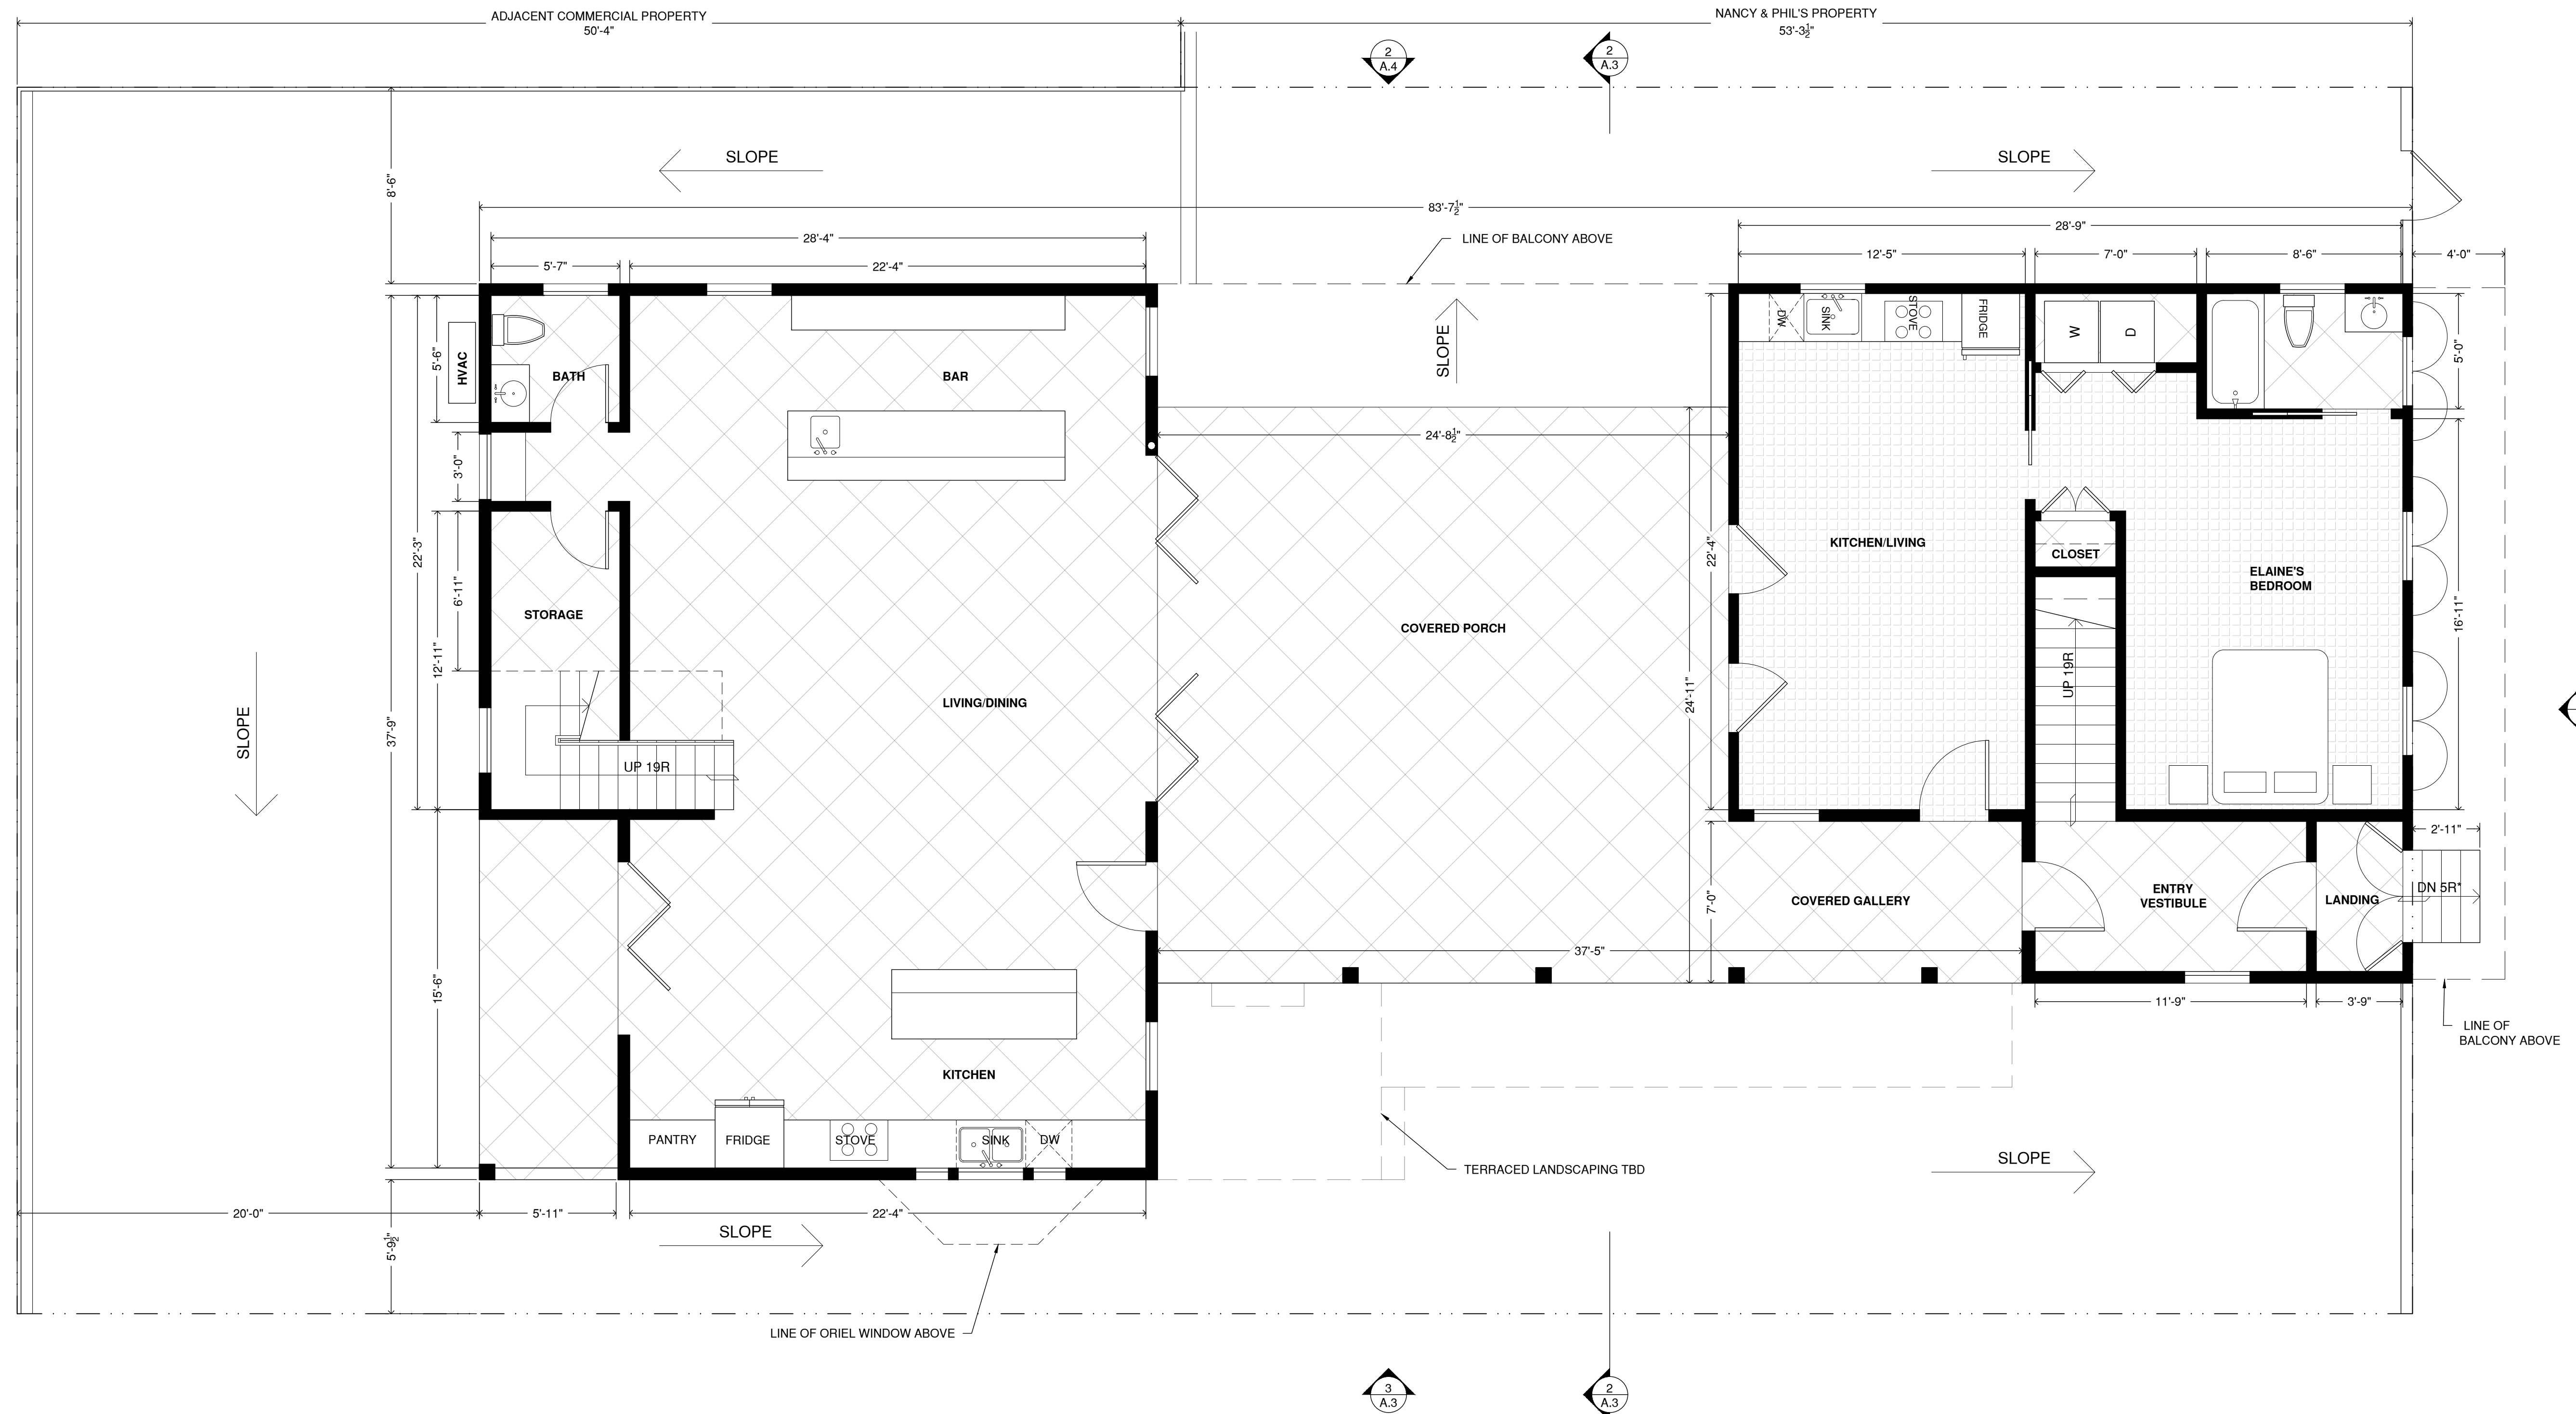 ADJACENT COMMERCIAL PROPERTY
50'-4"
NANCY & PHIL'S PROPERTY
53'-3½"
2
A.4
2
A.3
SLOPE
SLOPE
8'-6"
83'-7½"
28'-4"
LINE OF BALCONY ABOVE
28'-9"
5'-7"
22'-4"
12'-5"
7'-0"
8'-6"
4'-0"
HVAC
5'-6"
BATH
BAR
SLOPE
DW
SINK
STOVE
FRIDGE
W
D
5'-0"
24'-8½"
3'-0"
22'-3"
6'-11"
12'-11"
STORAGE
KITCHEN/LIVING
22'-4"
CLOSET
ELAINE'S
BEDROOM
16'-11"
COVERED PORCH
UP 19R
24'-11"
LIVING/DINING
SLOPE
37'-9"
UP 19R
2'-11"
7'-0"
COVERED GALLERY
ENTRY
VESTIBULE
LANDING
DN 5R*
37'-5"
15'-6"
11'-9"
3'-9"
LINE OF
BALCONY ABOVE
KITCHEN
PANTRY
FRIDGE
STOVE
SINK
DW
TERRACED LANDSCAPING TBD
SLOPE
20'-0"
5'-11"
22'-4"
SLOPE
5'-9½"
LINE OF ORIEL WINDOW ABOVE
3
A.3
2
A.3